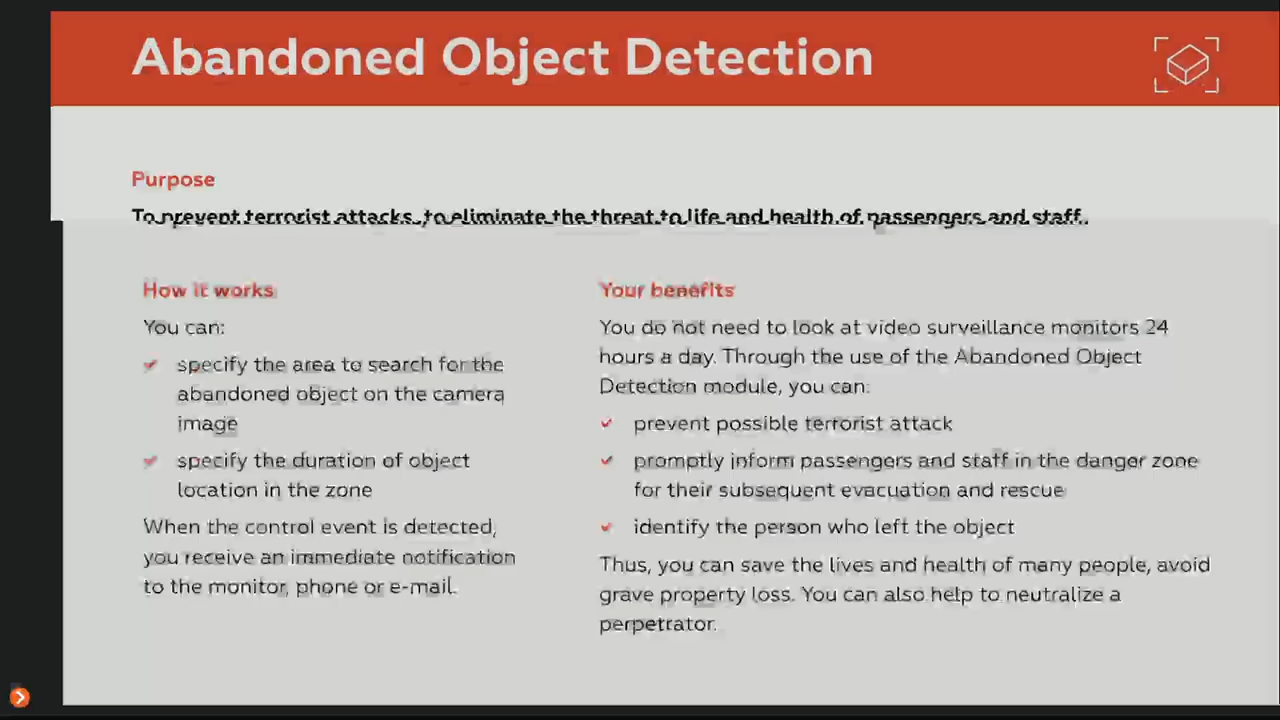 Abandoned Object Detection
Purpose
To prevent terrorist attacks, to eliminate the threat to life and health of passengers and staff.
How it works
You can:
specify the area to search for the
abandoned object on the camera
image
specify the duration of object
location in the zone
When the control event is detected,
you receive an immediate notification
to the monitor, phone or e-mail.
Your benefits
You do not need to look at video surveillance monitors 24
hours a day. Through the use of the Abandoned Object
Detection module, you can:
prevent possible terrorist attack
promptly inform passengers and staff in the danger zone
for their subsequent evacuation and rescue
identify the person who left the object
Thus, you can save the lives and health of many people, avoid
grave property loss. You can also help to neutralize a
perpetrator.